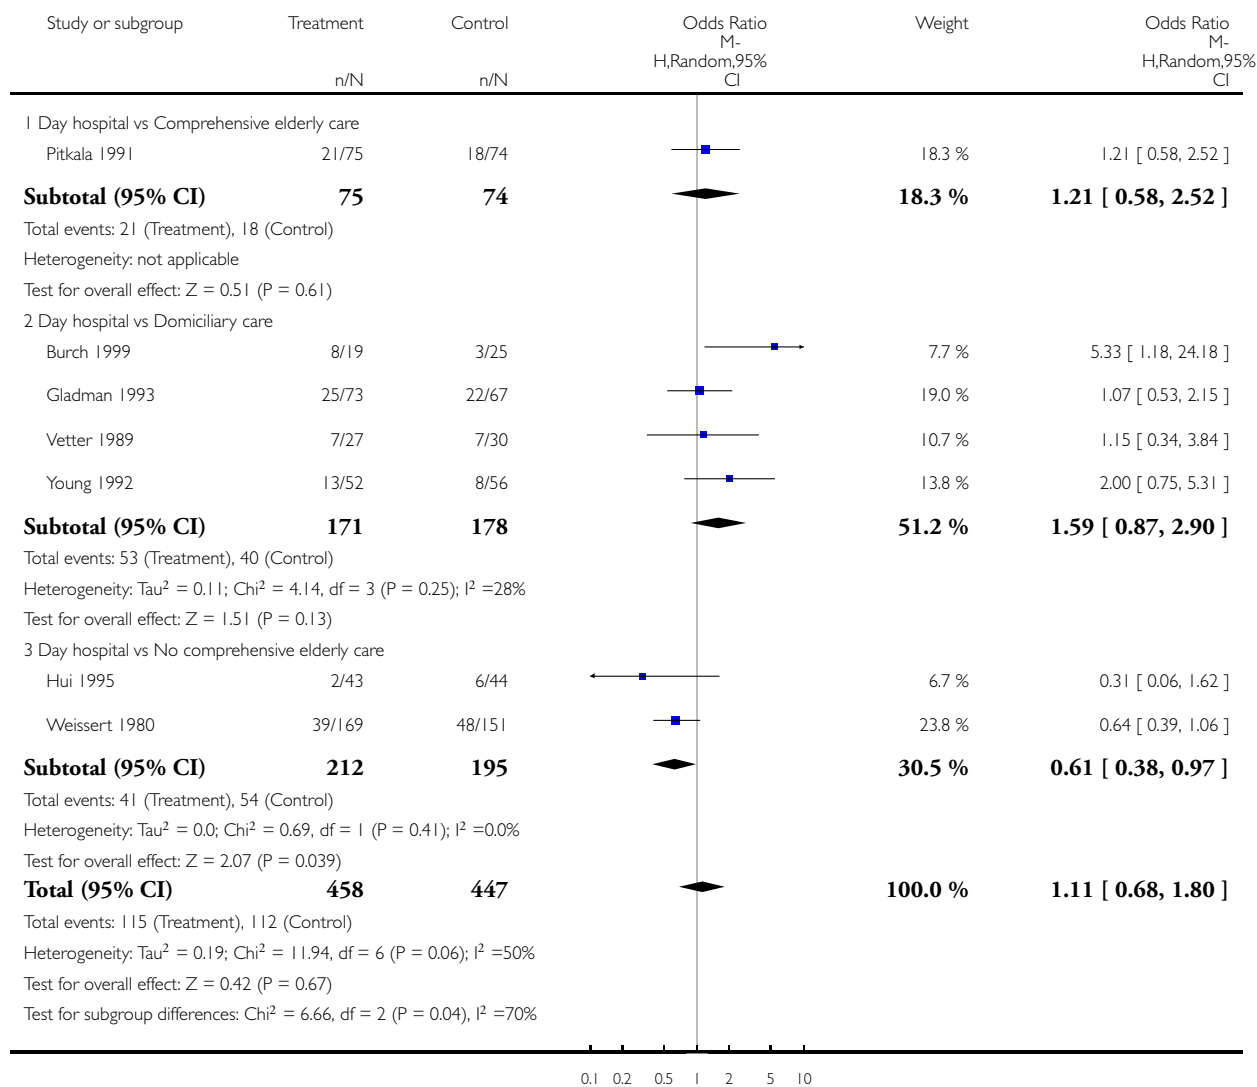 Study or subgroup Treatment Control Odds Ratio Weight Odds Ratio
M- M-
H,Random,95% H,Random,95%
n/N n/N CI CI
1 Day hospital vs Comprehensive elderly care
Pitkala 1991 21/75 18/74 18.3 % 1.21 [ 0.58, 2.52 ]
Subtotal (95% CI) 75 74 18.3 % 1.21 [ 0.58, 2.52 ]
Total events: 21 (Treatment), 18 (Control)
Heterogeneity: not applicable
Test for overall effect: Z = 0.51 (P = 0.61)
2 Day hospital vs Domiciliary care
Burch 1999 8/19 3/25 7.7 % 5.33 [ 1.18, 24.18 ]
Gladman 1993 25/73 22/67 19.0 % 1.07 [ 0.53, 2.15 ]
Vetter 1989 7/27 7/30 10.7 % 1.15 [ 0.34, 3.84 ]
Young 1992 13/52 8/56 13.8 % 2.00 [ 0.75, 5.31 ]
Subtotal (95% CI) 171 178 51.2 % 1.59 [ 0.87, 2.90 ]
Total events: 53 (Treatment), 40 (Control)
Heterogeneity: Tau² = 0.11; Chi² = 4.14, df = 3 (P = 0.25); I² =28%
Test for overall effect: Z = 1.51 (P = 0.13)
3 Day hospital vs No comprehensive elderly care
Hui 1995 2/43 6/44 6.7 % 0.31 [ 0.06, 1.62 ]
Weissert 1980 39/169 48/151 23.8 % 0.64 [ 0.39, 1.06 ]
Subtotal (95% CI) 212 195 30.5 % 0.61 [ 0.38, 0.97 ]
Total events: 41 (Treatment), 54 (Control)
Heterogeneity: Tau² = 0.0; Chi² = 0.69, df = 1 (P = 0.41); I² =0.0%
Test for overall effect: Z = 2.07 (P = 0.039)
Total (95% CI) 458 447 100.0 % 1.11 [ 0.68, 1.80 ]
Total events: 115 (Treatment), 112 (Control)
Heterogeneity: Tau² = 0.19; Chi² = 11.94, df = 6 (P = 0.06); I² =50%
Test for overall effect: Z = 0.42 (P = 0.67)
Test for subgroup differences: Chi² = 6.66, df = 2 (P = 0.04), I² =70%
0.1 0.2 0.5 1 2 5 10